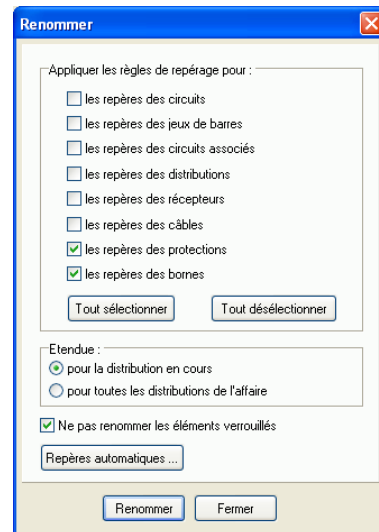 Renommer
Appliquer les règles de repérage pour :
les repères des circuits
les repères des jeux de barres
les repères des circuits associés
les repères des distributions
les repères des récepteurs
les repères des câbles
les repères des protections
les repères des bornes
Tout sélectionner
Tout désélectionner
Etendue :
pour la distribution en cours
pour toutes les distributions de l'affaire
Ne pas renommer les éléments verrouillés
Repères automatiques ...
Renommer
Fermer